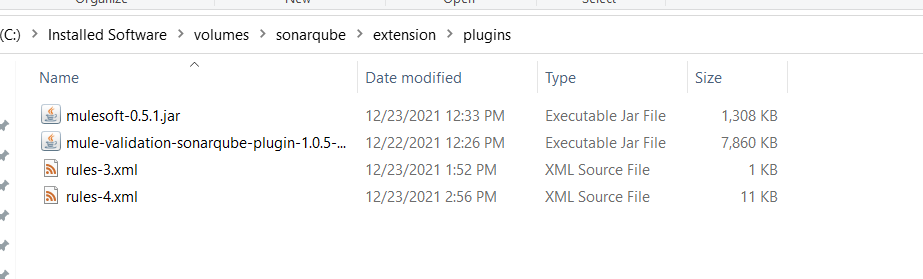 Organize New Open Select
(C:) > Installed Software > volumes > sonarqube > extension > plugins
Name Date modified Type Size
mulesoft-0.5.1.jar 12/23/2021 12:33 PM Executable Jar File 1,308 KB
mule-validation-sonarqube-plugin-1.0.5-... 12/22/2021 12:26 PM Executable Jar File 7,860 KB
rules-3.xml 12/23/2021 1:52 PM XML Source File 1 KB
rules-4.xml 12/23/2021 2:56 PM XML Source File 11 KB